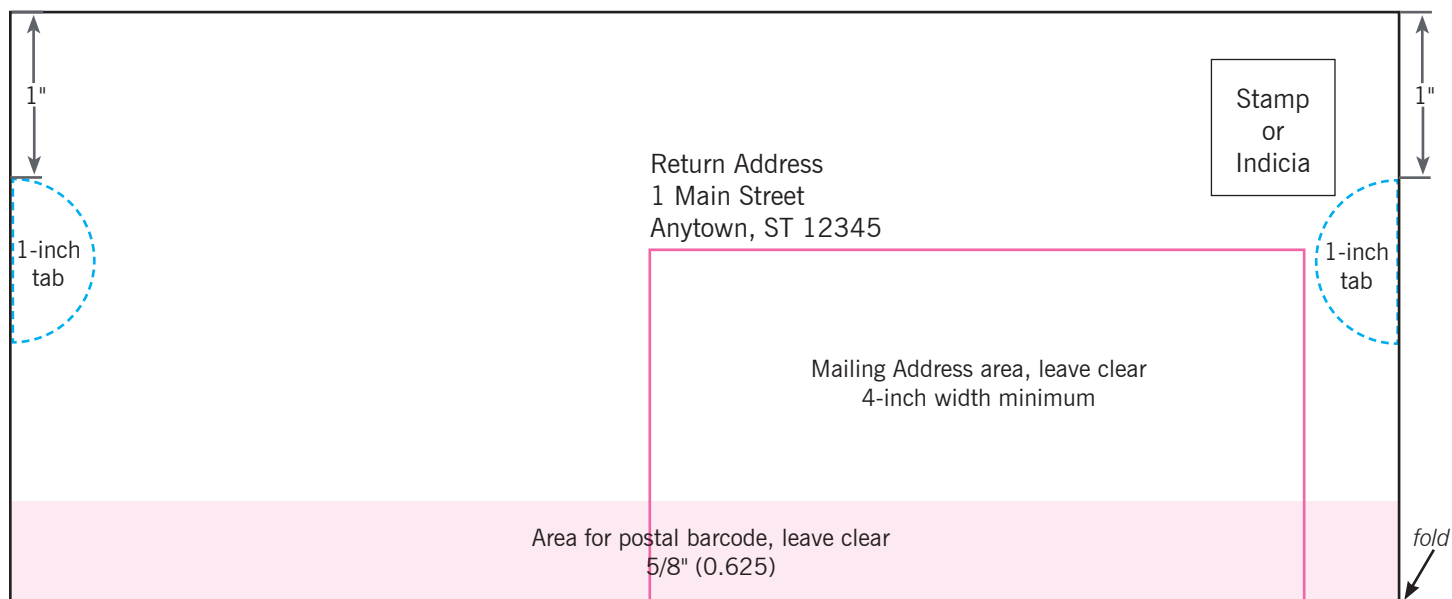 1"
1"
Stamp
or
Indicia
Return Address
1 Main Street
Anytown, ST 12345
1-inch
tab
1-inch
tab
Mailing Address area, leave clear
4-inch width minimum
Area for postal barcode, leave clear
5/8" (0.625)
fold